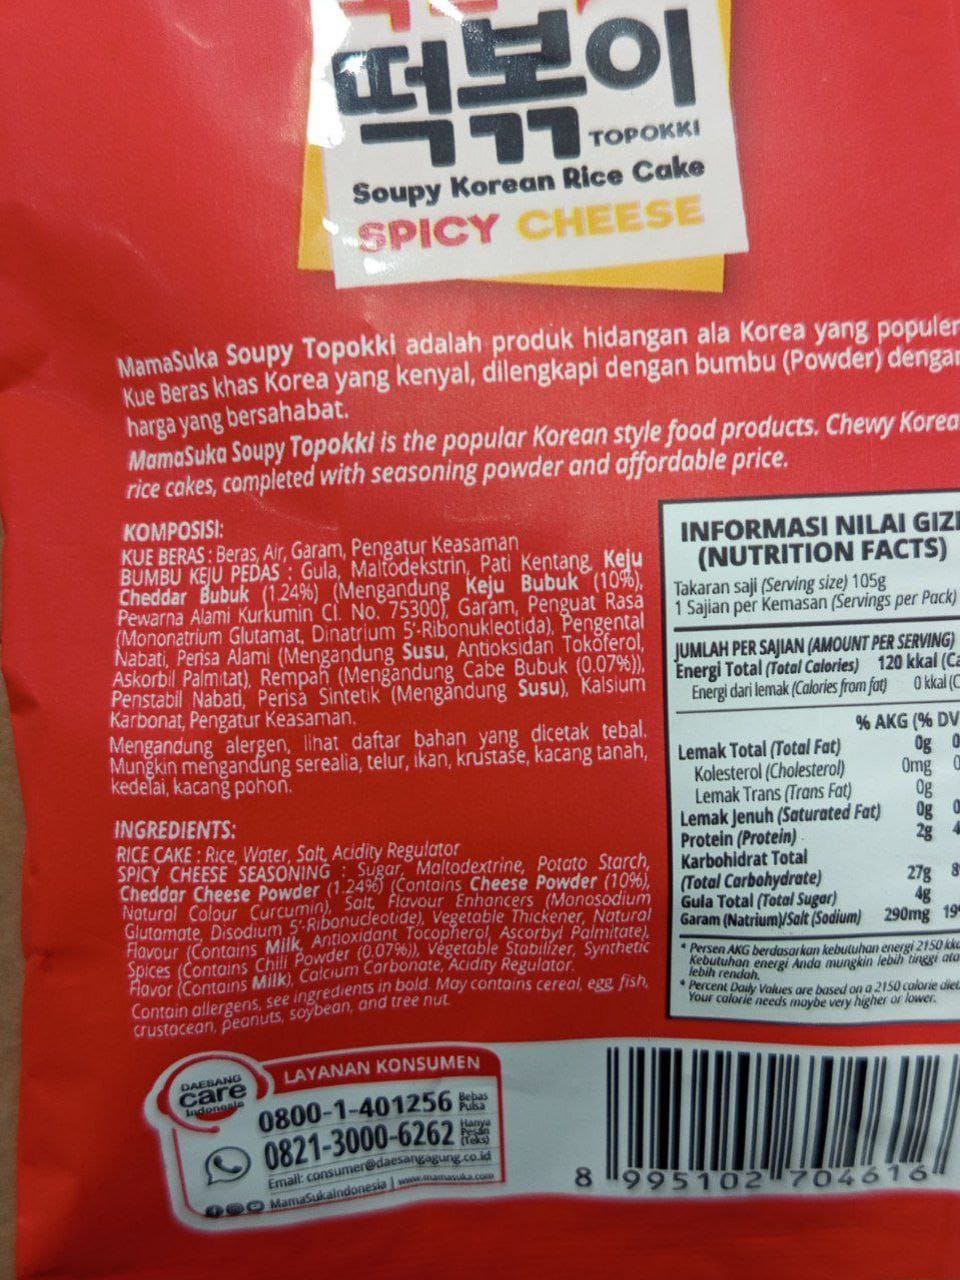 떡볶이
TOPOKKI
Soupy Korean Rice Cake
SPICY CHEESE
MamaSuka Soupy Topokki adalah produk hidangan ala Korea yang populer
Kue Beras khas Korea yang kenyal, dilengkapi dengan bumbu (Powder) dengan
harga yang bersahabat.
MamaSuka Soupy Topokki is the popular Korean style food products. Chewy Korea
rice cakes, completed with seasoning powder and affordable price.
KOMPOSISI:
KUE BERAS : Beras, Air, Garam, Pengatur Keasaman
BUMBU KEJU PEDAS : Gula, Maltodekstrin, Pati Kentang, Keju
Cheddar Bubuk (1.24%) (Mengandung Keju Bubuk (10%),
Pewarna Alami Kurkumin CI. No. 75300), Garam, Penguat Rasa
(Mononatrium Glutamat, Dinatrium 5'-Ribonukleotida), Pengental
Nabati, Perisa Alami (Mengandung Susu, Antioksidan Tokoferol,
Askorbil Palmitat), Rempah (Mengandung Cabe Bubuk (0.07%)),
Penstabil Nabati, Perisa Sintetik (Mengandung Susu), Kalsium
Karbonat, Pengatur Keasaman.
Mengandung alergen, lihat daftar bahan yang dicetak tebal.
Mungkin mengandung serealia, telur, ikan, krustase, kacang tanah,
kedelai, kacang pohon.
INGREDIENTS:
RICE CAKE : Rice, Water, Salt, Acidity Regulator
SPICY CHEESE SEASONING : Sugar, Maltodextrine, Potato Starch,
Cheddar Cheese Powder (1.24%) (Contains Cheese Powder (10%),
Natural Colour Curcumin), Salt, Flavour Enhancers (Monosodium
Glutamate, Disodium 5'-Ribonucleotide), Vegetable Thickener, Natural
Flavour (Contains Milk, Antioxidant Tocopherol, Ascorbyl Palmitate),
Spices (Contains Chili Powder (0.07%)), Vegetable Stabilizer, Synthetic
Flavor (Contains Milk), Calcium Carbonate, Acidity Regulator.
Contain allergens, see ingredients in bold. May contains cereal, egg, fish,
crustacean, peanuts, soybean, and tree nut
INFORMASI NILAI GIZI
(NUTRITION FACTS)
Takaran saji (Serving size) 105g
1 Sajian per Kemasan (Servings per Pack)
JUMLAH PER SAJIAN (AMOUNT PER SERVING)
Energi Total (Total Calories) 120 kkal (Ca
Energi dari lemak (Calories from fat) 0 kkal (C
% AKG (% DV
Lemak Total (Total Fat) 0g 0
Kolesterol (Cholesterol) 0mg 0
Lemak Trans (Trans Fat) 0g
Lemak Jenuh (Saturated Fat) 0g 0
Protein (Protein) 2g 4
Karbohidrat Total
(Total Carbohydrate) 27g 8
Gula Total (Total Sugar) 4g
Garam (Natrium)/Salt (Sodium) 290mg 19
* Persen AKG berdasarkan kebutuhan energi 2150 kka
Kebutuhan energi Anda mungkin lebih tinggi ata
lebih rendah.
* Percent Daily Values are based on a 2150 calorie diet
Your calorie needs maybe very higher or lower.
DAESANG
care
Indonesia
LAYANAN KONSUMEN
0800-1-401256 Bebas Pulsa
0821-3000-6262 Hanya Pesan (Teks)
Email: consumer@daesangagung.co.id
MamaSukaIndonesia | www.mamasuka.com
8 995102 704616